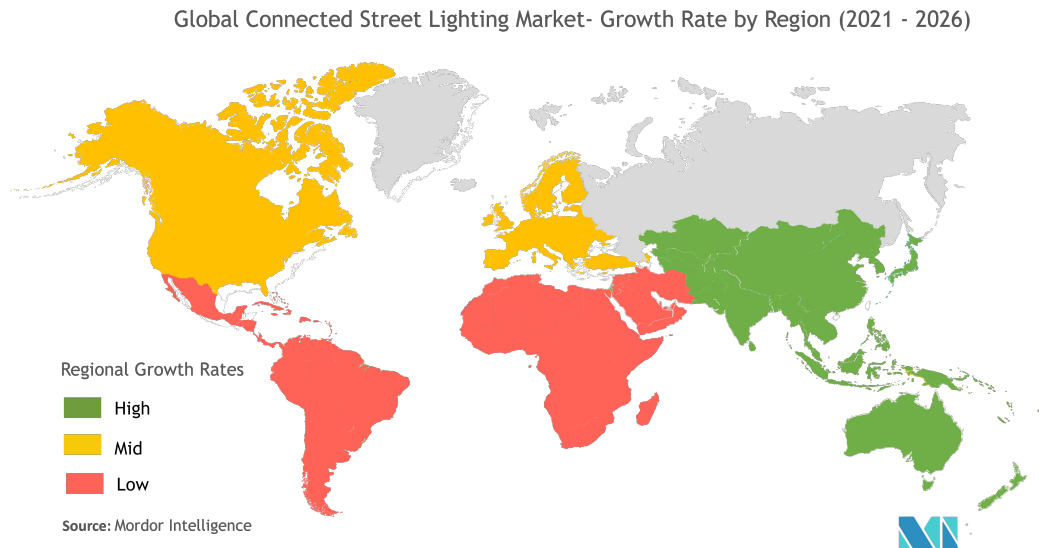 Global Connected Street Lighting Market- Growth Rate by Region (2021 - 2026)
Regional Growth Rates
High
Mid
Low
Source: Mordor Intelligence